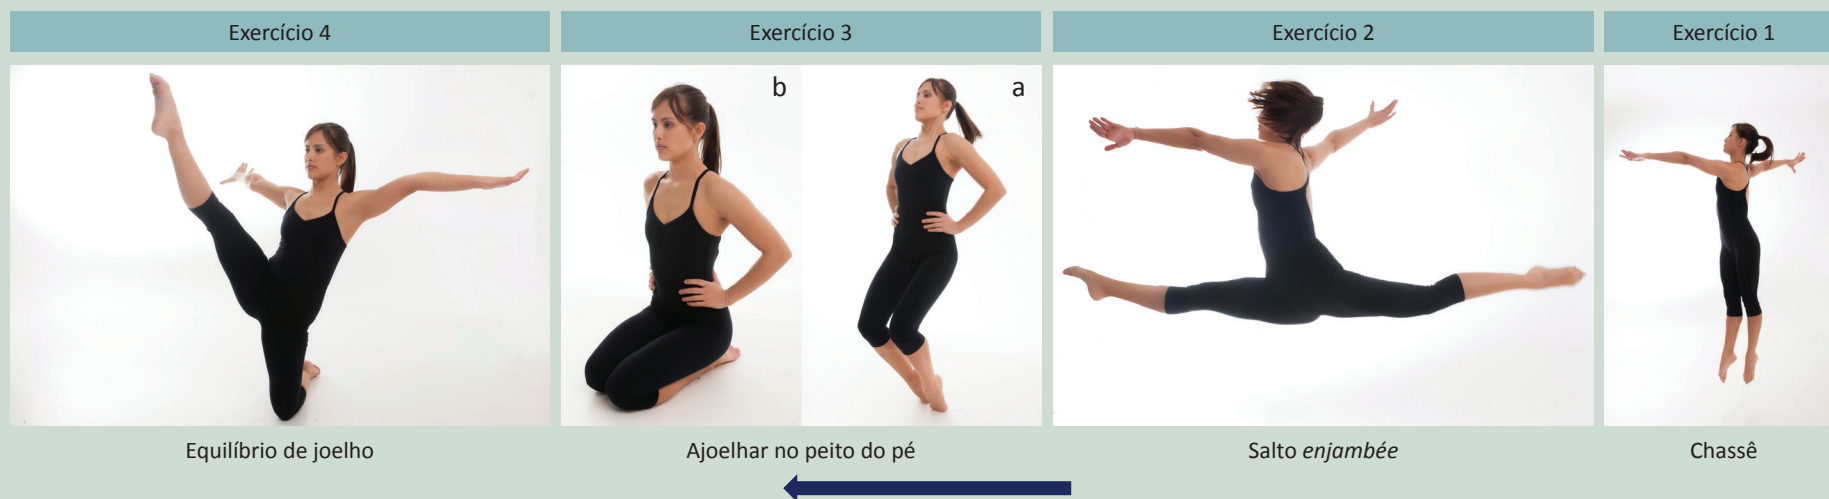 Exercício 4
Exercício 3
Exercício 2
Exercício 1
b
a
Equilíbrio de joelho
Ajoelhar no peito do pé
Salto enjambée
Chassê